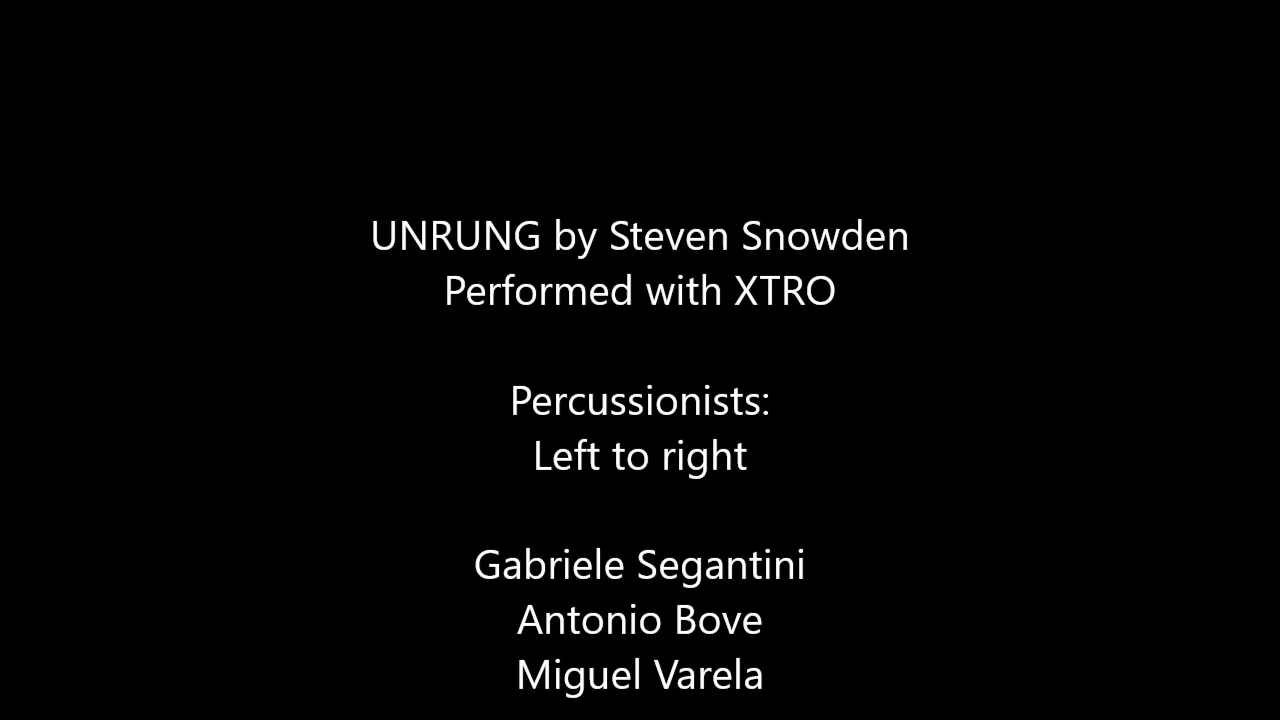 UNRUNG by Steven Snowden
Performed with XTRO
Percussionists:
Left to right
Gabriele Segantini
Antonio Bove
Miguel Varela